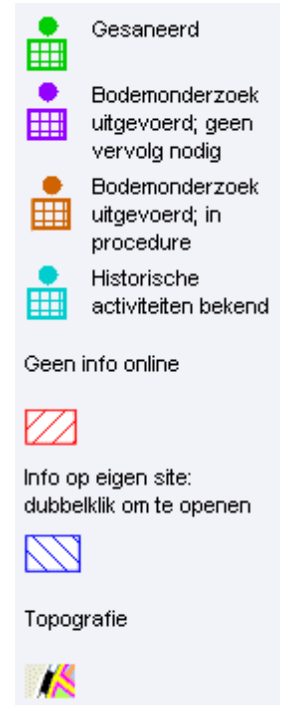 Gesaneerd
Bodemonderzoek
uitgevoerd; geen
vervolg nodig
Bodemonderzoek
uitgevoerd; in
procedure
Historische
activiteiten bekend
Geen info online
Info op eigen site:
dubbelklik om te openen
Topografie